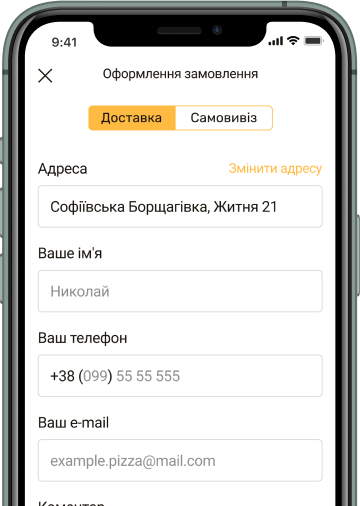 9:41
Оформлення замовлення
Доставка Самовивіз
Адреса Змінити адресу
Софіївська Борщагівка, Житня 21
Ваше ім'я
Николай
Ваш телефон
+38 (099) 55 55 555
Ваш e-mail
example.pizza@mail.com
Коментар